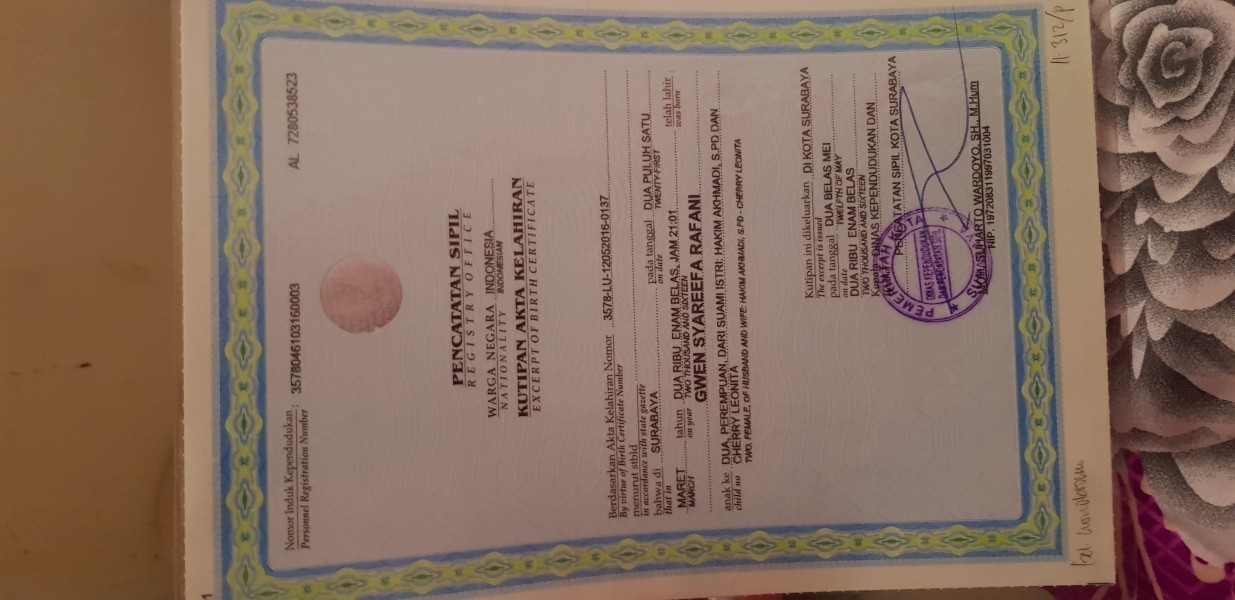 Nomor Induk Kependudukan : 3578046103160003
Personnel Registration Number
AL 7280538523
PENCATATAN SIPIL
REGISTRY OFFICE
WARGA NEGARA INDONESIA
NATIONALITY INDONESIAN
KUTIPAN AKTA KELAHIRAN
EXCERPT OF BIRTH CERTIFICATE
Berdasarkan Akta Kelahiran Nomor 3578-LU-12052016-0137
By virtue of Birth Certificate Number
menurut stbld
in accordance with state gazette
bahwa di SURABAYA pada tanggal DUA PULUH SATU
that in on date TWENTY-FIRST
MARET tahun DUA RIBU ENAM BELAS, JAM 21:01 telah lahir
MARCH on year TWO THOUSAND AND SIXTEEN was born
GWEN SYAREEFA RAFANI
anak ke DUA, PEREMPUAN, DARI SUAMI ISTRI: HAKIM AKHMADI, S.PD DAN
child no CHERRY LEONITA
TWO, FEMALE, OF HUSBAND AND WIFE: HAKIM AKHMADI, S.PD - CHERRY LEONITA
Kutipan ini dikeluarkan DI KOTA SURABAYA
The excerpt is issued
pada tanggal DUA BELAS MEI
on date TWELFTH OF MAY
DUA RIBU ENAM BELAS
TWO THOUSAND AND SIXTEEN
Kepala DINAS KEPENDUDUKAN DAN
PENCATATAN SIPIL KOTA SURABAYA
PEMERINTAH KOTA
DINAS KEPENDUDUKAN
DAN PENCATATAN SIPIL
SUHARTO WARDOYO, SH., M.Hum
NIP. 197208311997031004
11.312/P
1